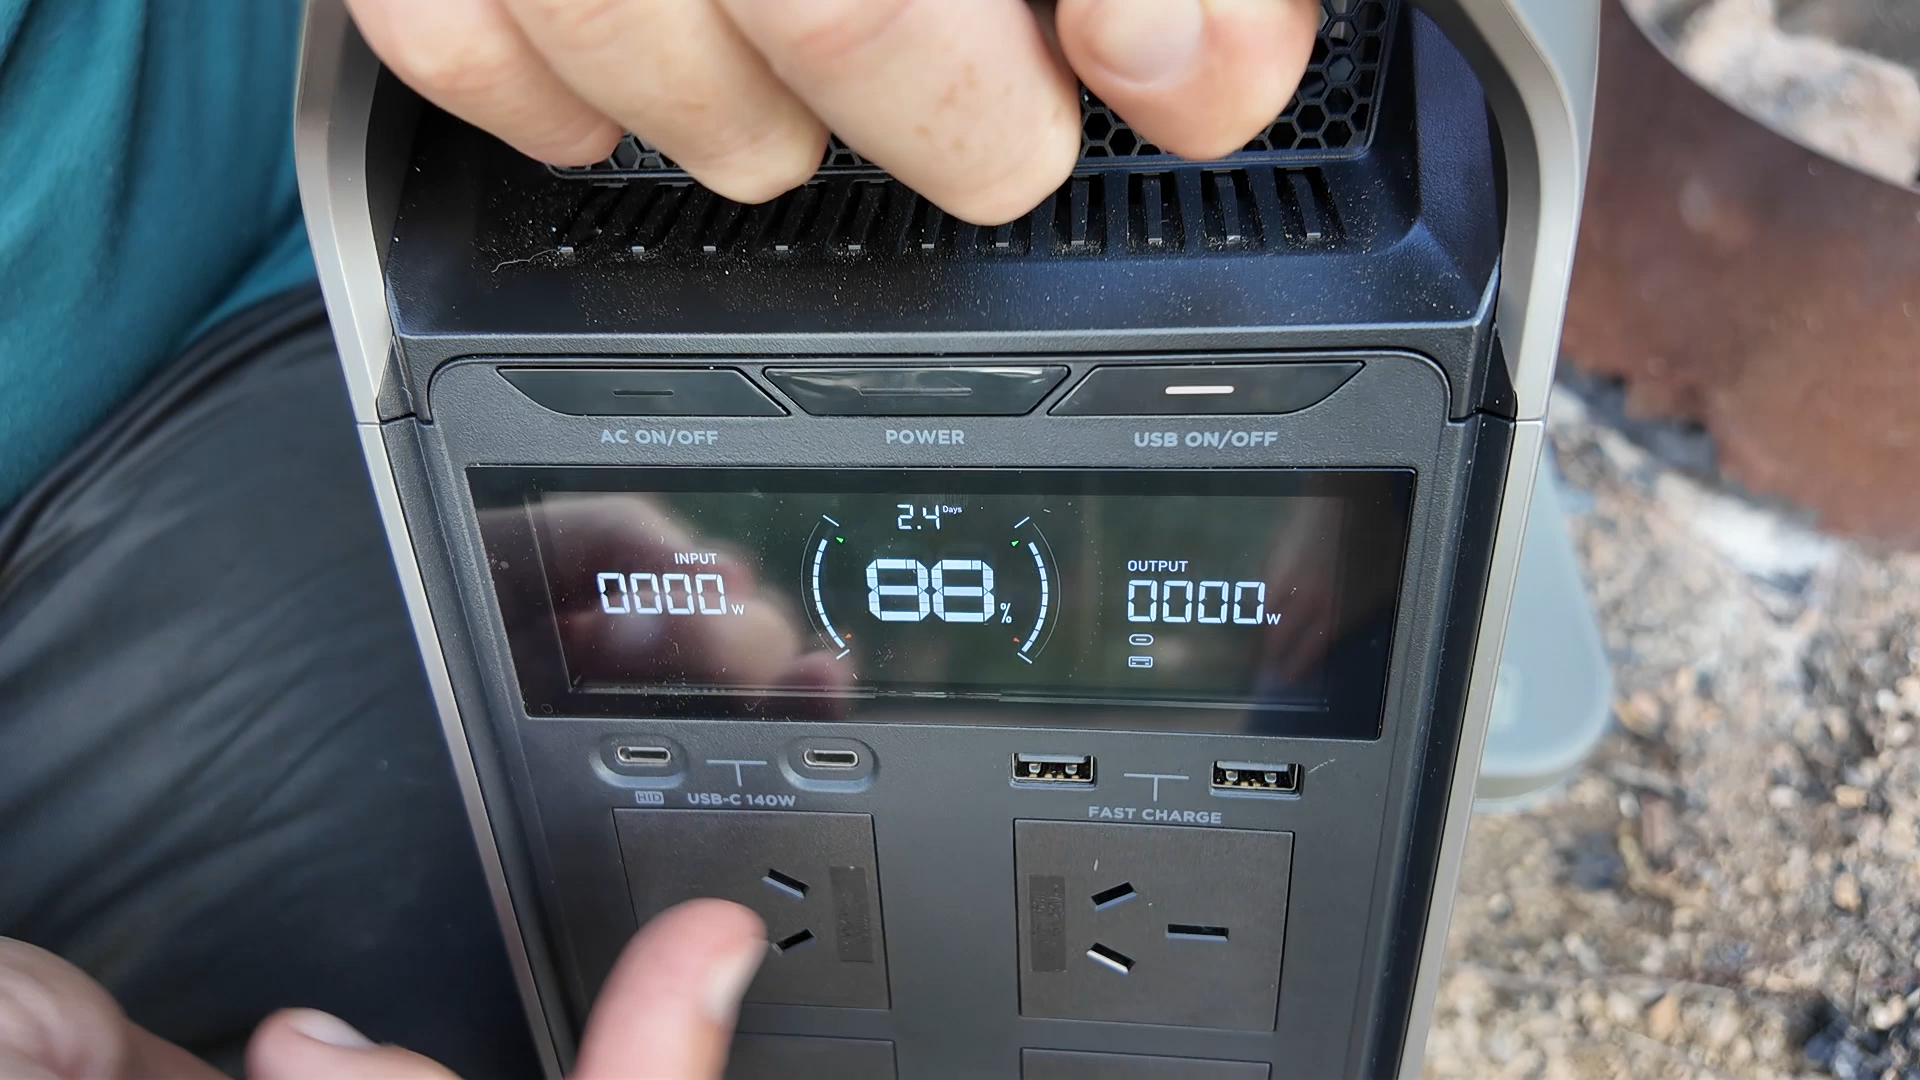 AC ON/OFF
POWER
USB ON/OFF
2.4 Days
INPUT
0000 W
88 %
OUTPUT
0000 W
HID
USB-C 140W
FAST CHARGE